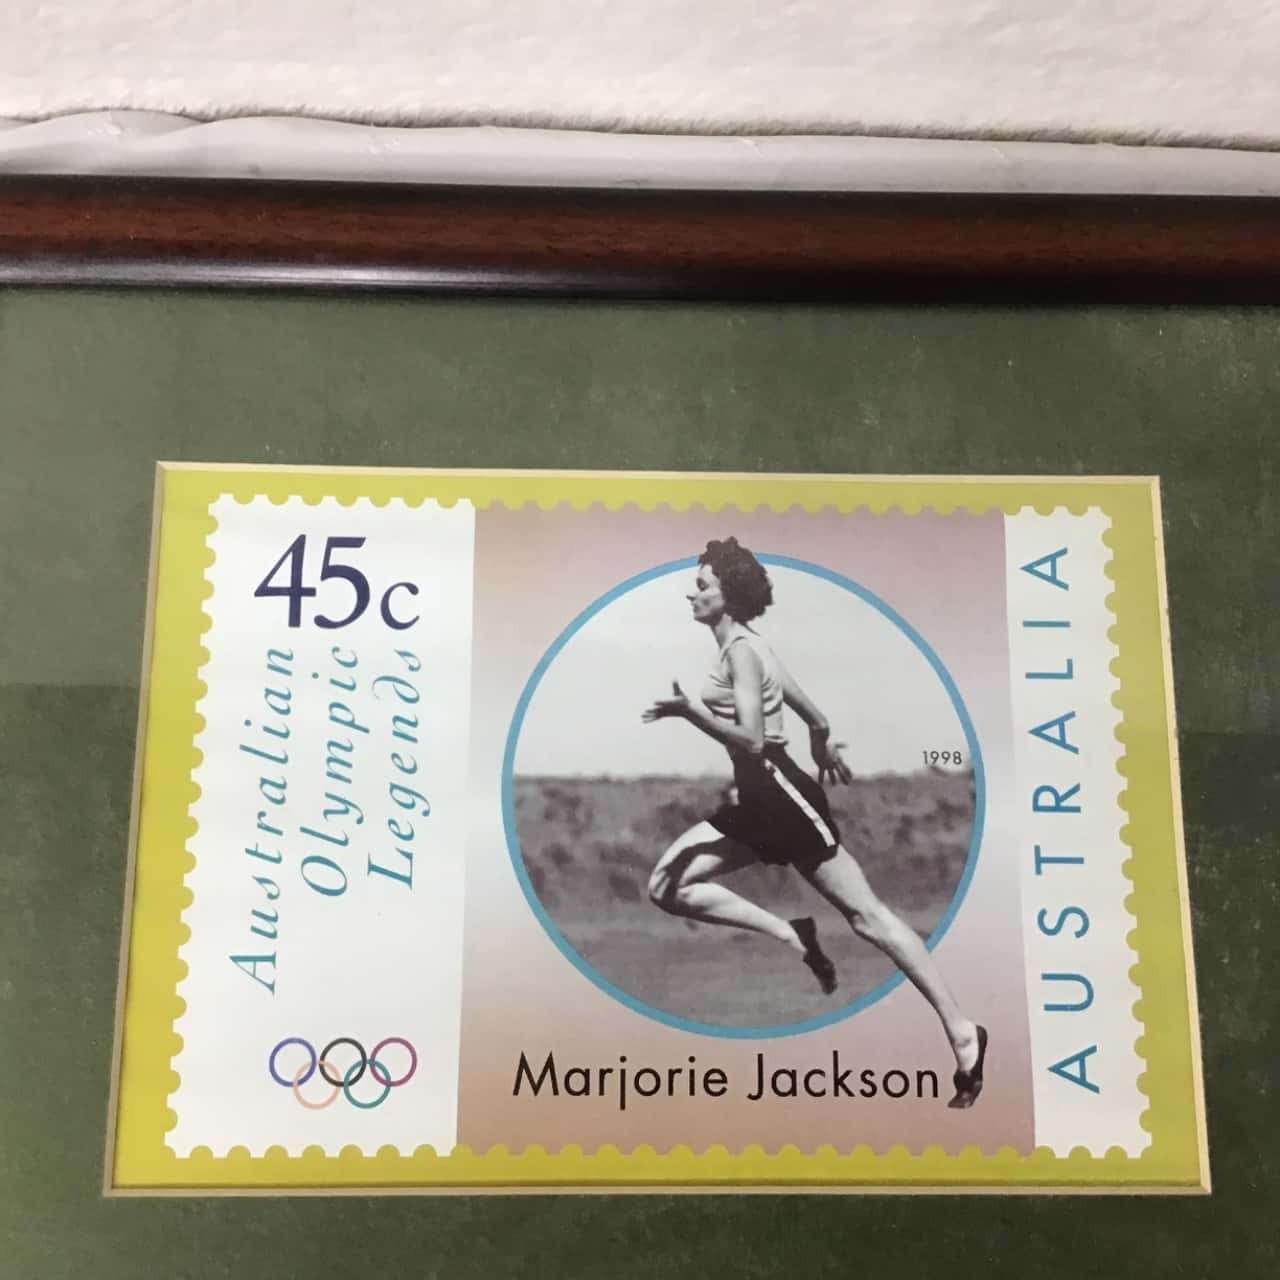 45c
Australian
Olympic
Legends
1998
Marjorie Jackson
AUSTRALIA